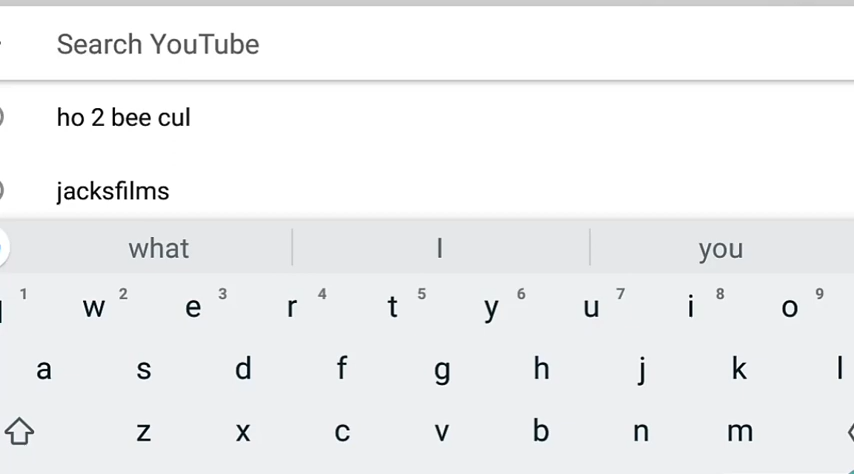 Search YouTube
ho 2 bee cul
jacksfilms
what I you
1 2 3 4 5 6 7 8 9
w e r t y u i o
a s d f g h j k l
z x c v b n m